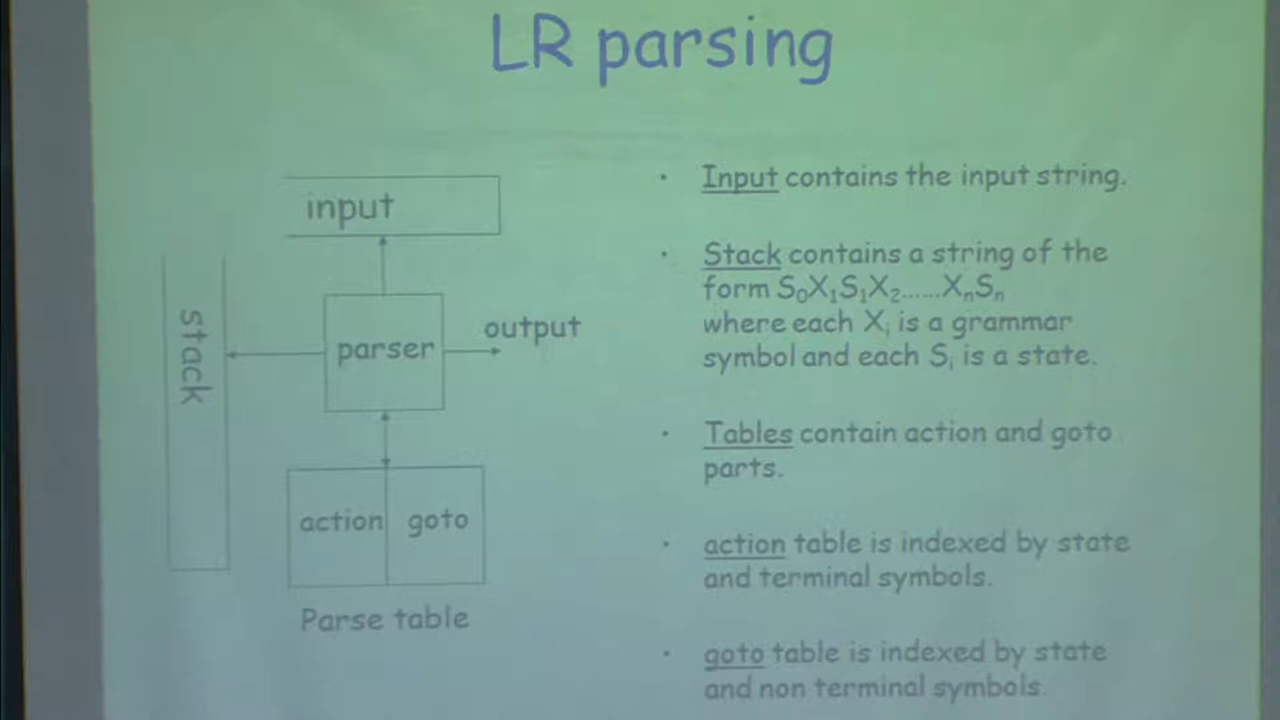 LR parsing
input
stack
parser
output
action goto
Parse table
· Input contains the input string.
· Stack contains a string of the
form S₀X₁S₁X₂......XₙSₙ
where each Xᵢ is a grammar
symbol and each Sᵢ is a state.
· Tables contain action and goto
parts.
· action table is indexed by state
and terminal symbols.
· goto table is indexed by state
and non terminal symbols.